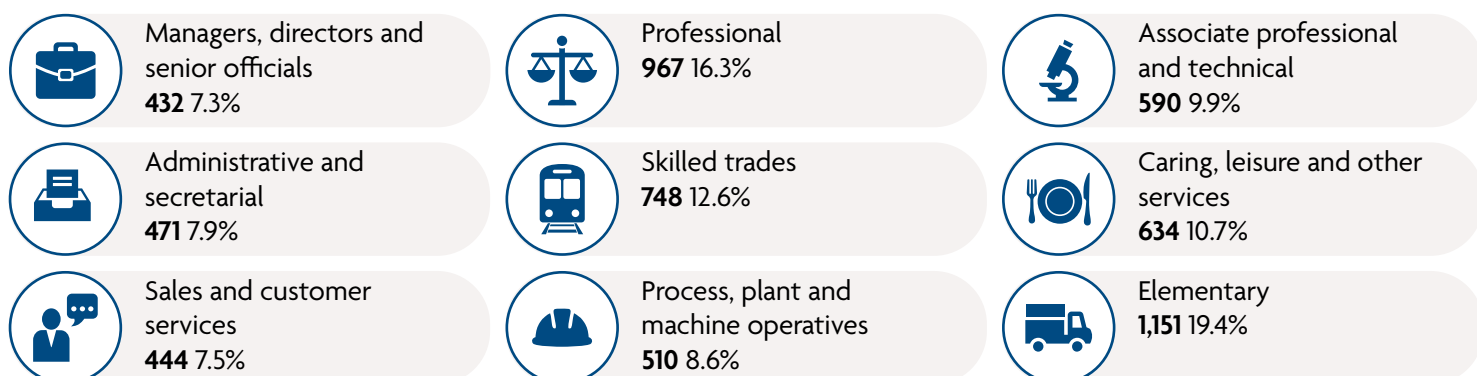 Managers, directors and
senior officials
432 7.3%
Professional
967 16.3%
Associate professional
and technical
590 9.9%
Administrative and
secretarial
471 7.9%
Skilled trades
748 12.6%
Caring, leisure and other
services
634 10.7%
Sales and customer
services
444 7.5%
Process, plant and
machine operatives
510 8.6%
Elementary
1,151 19.4%